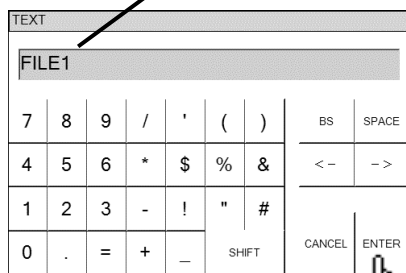 TEXT
FILE1
7 8 9 / ' ( ) BS SPACE
4 5 6 * $ % & <- ->
1 2 3 - ! " #
0 . = + _ SHIFT CANCEL ENTER